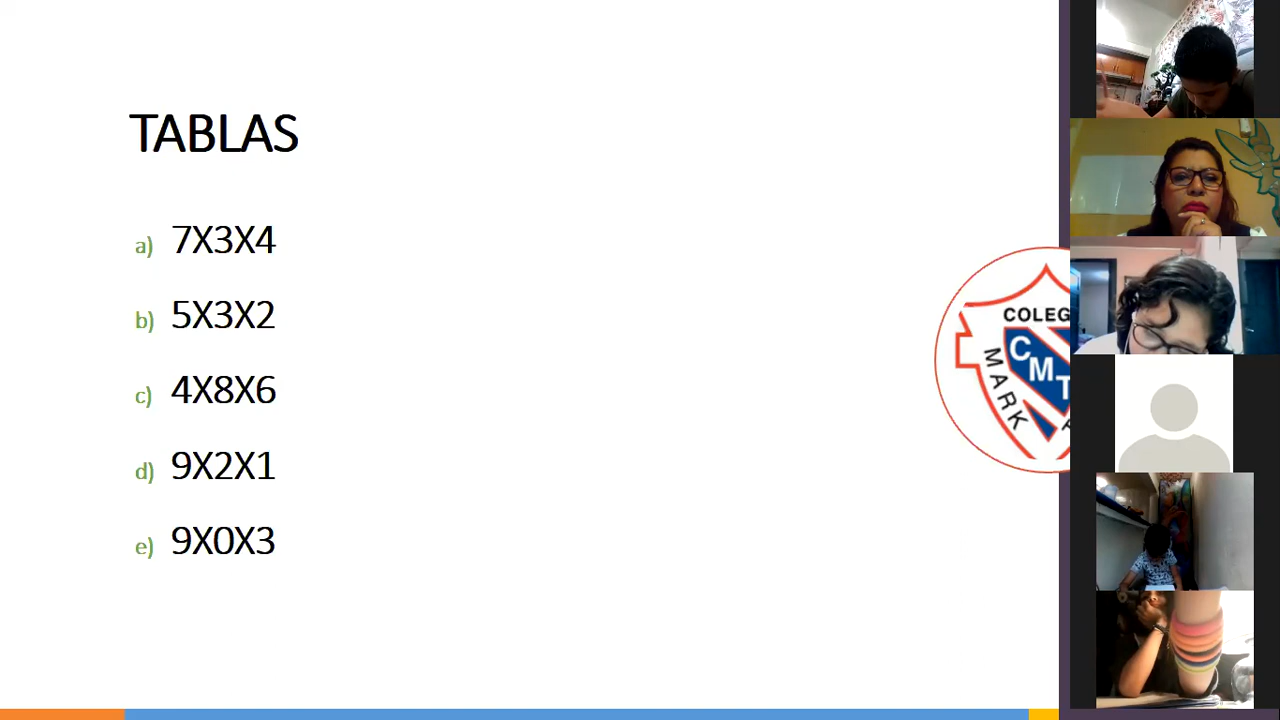 TABLAS
a) 7X3X4
b) 5X3X2
c) 4X8X6
d) 9X2X1
e) 9X0X3
COLEG
MARK
CMT